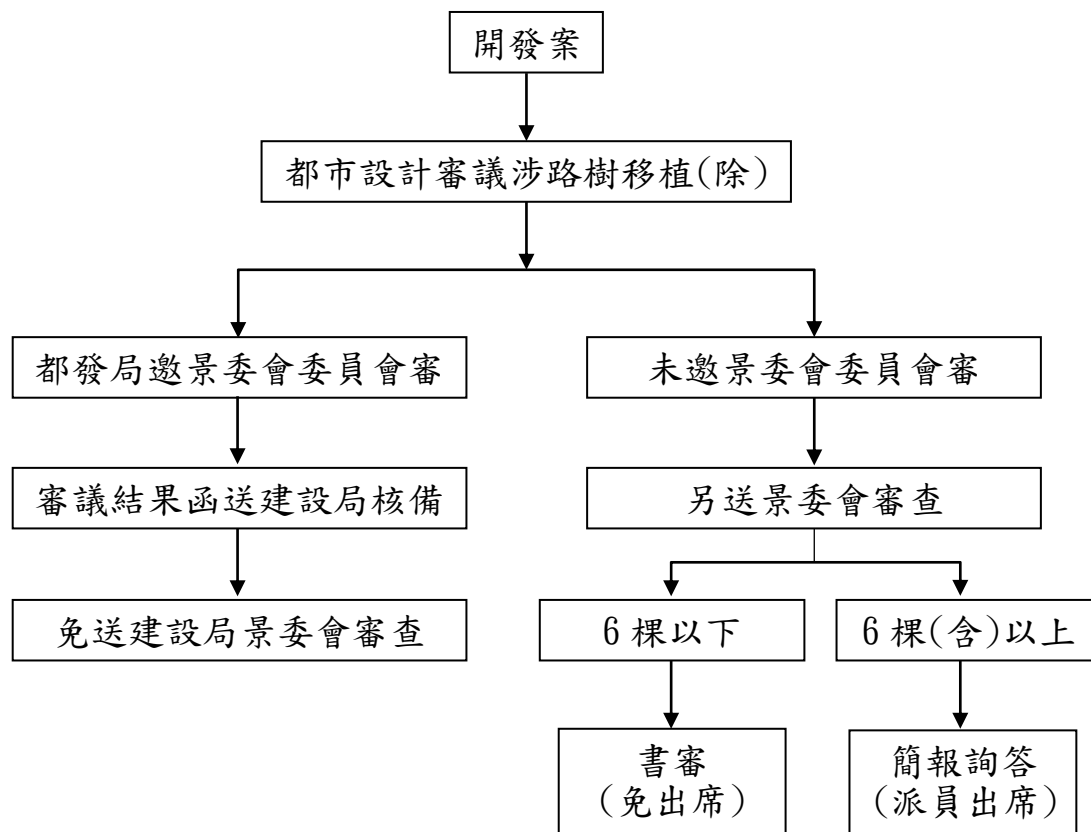 開發案
都市設計審議涉路樹移植(除)
都發局邀景委會委員會審
未邀景委會委員會審
審議結果函送建設局核備
另送景委會審查
免送建設局景委會審查
6 棵以下
6 棵(含)以上
書審
(免出席)
簡報詢答
(派員出席)